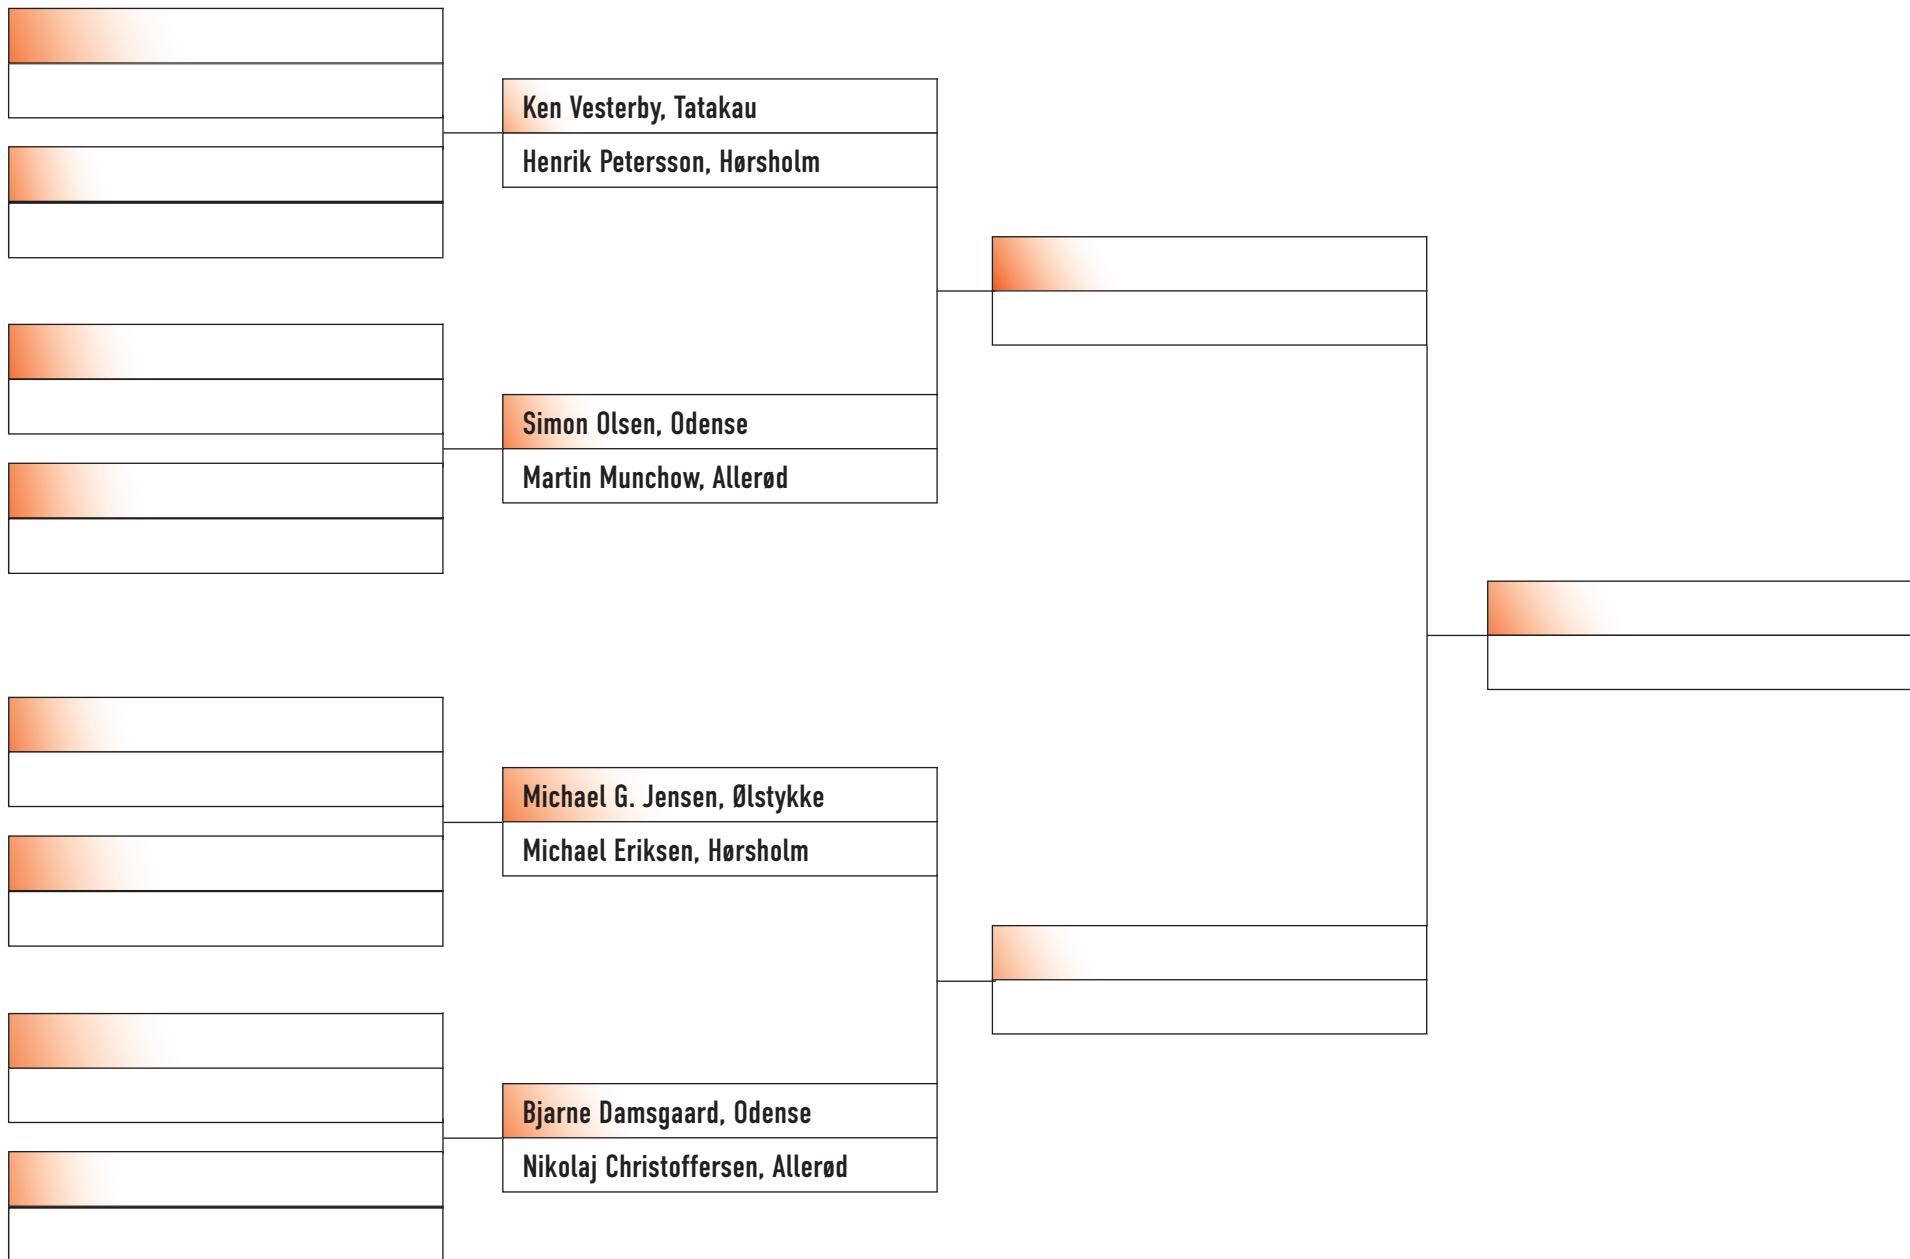 Ken Vesterby, Tatakau
Henrik Petersson, Hørsholm
Simon Olsen, Odense
Martin Munchow, Allerød
Michael G. Jensen, Ølstykke
Michael Eriksen, Hørsholm
Bjarne Damsgaard, Odense
Nikolaj Christoffersen, Allerød